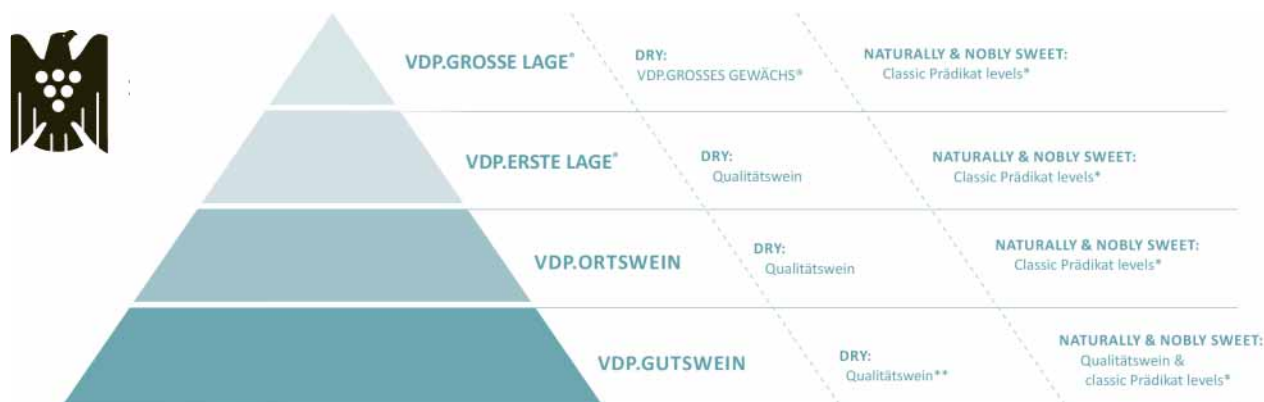 VDP.GROSSE LAGE®
DRY:
VDP.GROSSES GEWÄCHS®
NATURALLY & NOBLY SWEET:
Classic Prädikat levels*
VDP.ERSTE LAGE®
DRY:
Qualitätswein
NATURALLY & NOBLY SWEET:
Classic Prädikat levels*
VDP.ORTSWEIN
DRY:
Qualitätswein
NATURALLY & NOBLY SWEET:
Classic Prädikat levels*
VDP.GUTSWEIN
DRY:
Qualitätswein**
NATURALLY & NOBLY SWEET:
Qualitätswein &
classic Prädikat levels*